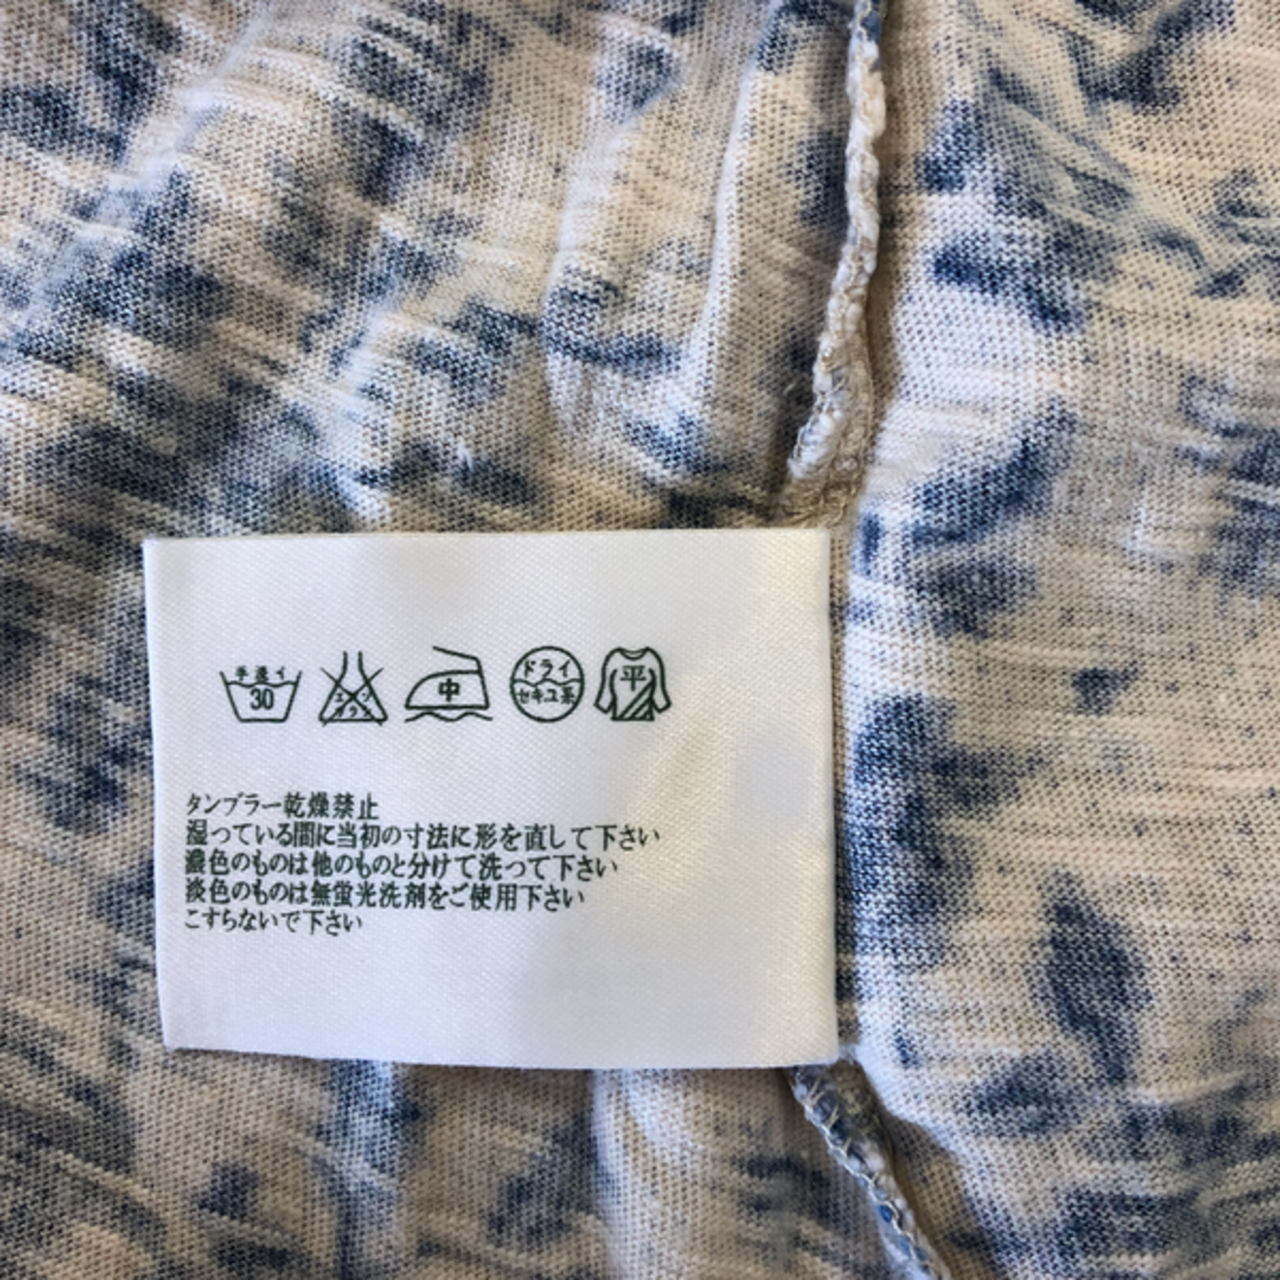 手洗イ
30
エンソ
サラシ
中
ドライ
セキユ系
平
タンブラー乾燥禁止
湿っている間に当初の寸法に形を直して下さい
濃色のものは他のものと分けて洗って下さい
淡色のものは無蛍光洗剤をご使用下さい
こすらないで下さい